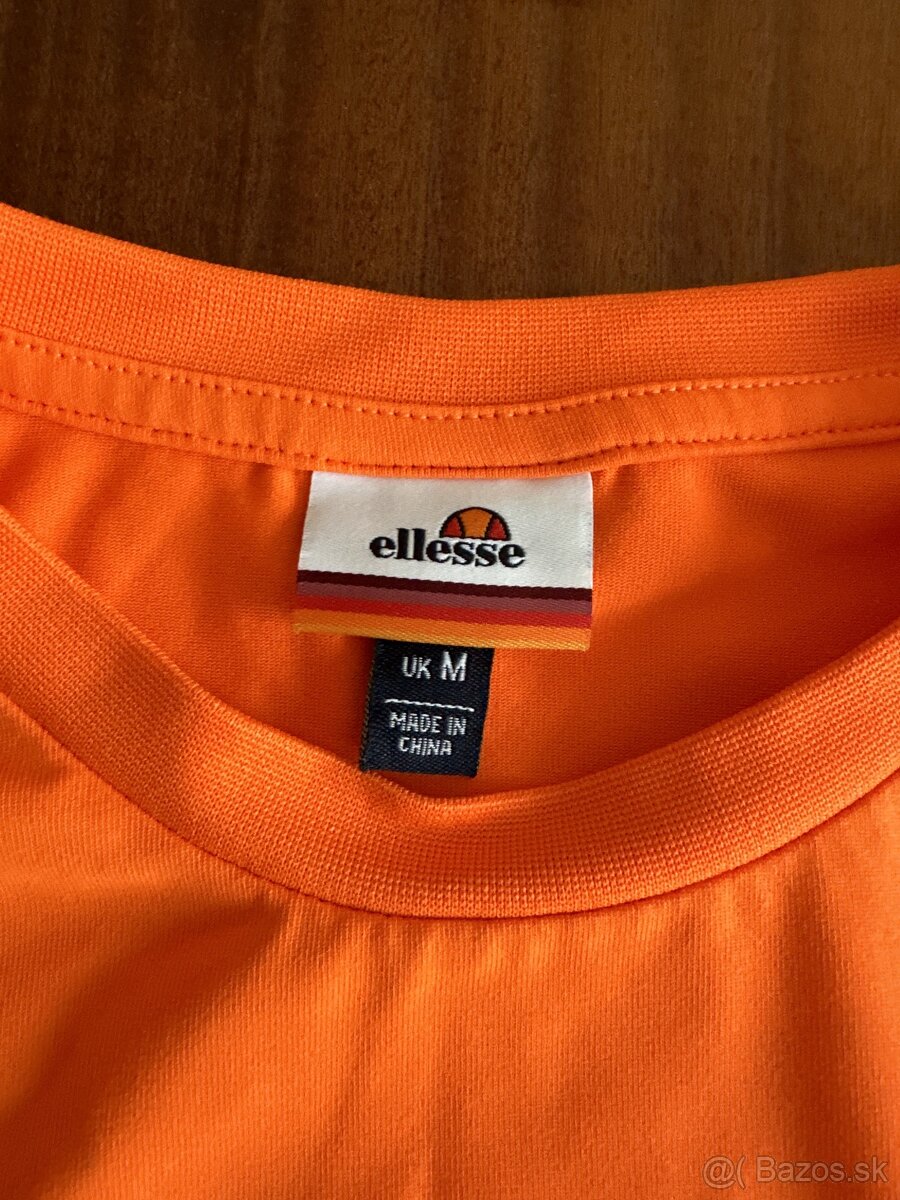 ellesse
UK M
MADE IN
CHINA
@( Bazos.sk